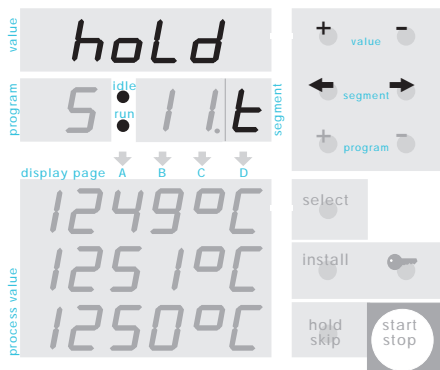 value
hold
+ -
value
program
5
idle
run
11. t
segment
segment
+ -
program
display page A B C D
process value
1249°C
1251°C
1250°C
select
install
hold
skip
start
stop